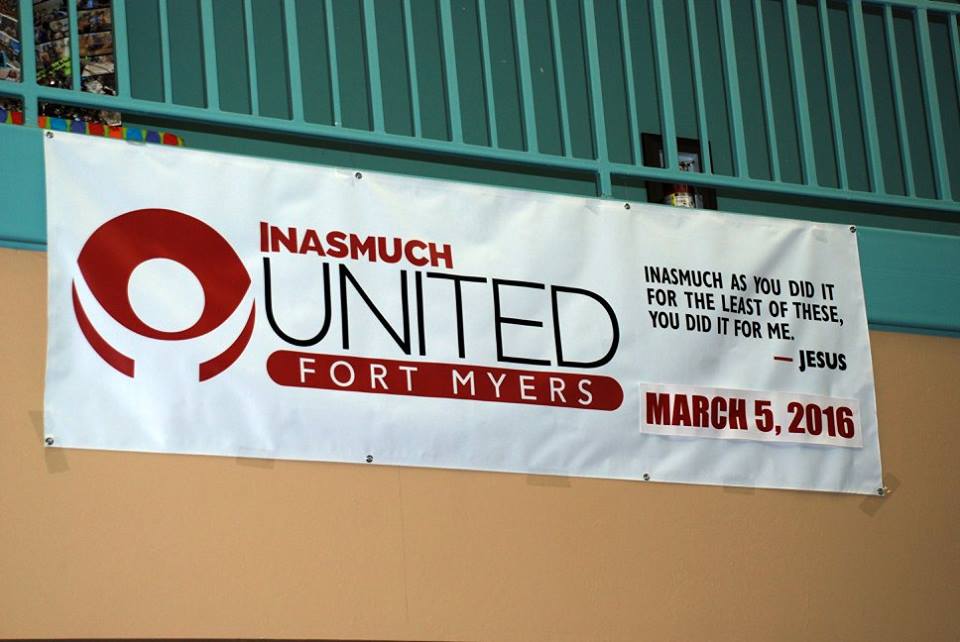 INASMUCH
UNITED
FORT MYERS
INASMUCH AS YOU DID IT
FOR THE LEAST OF THESE,
YOU DID IT FOR ME.
— JESUS
MARCH 5, 2016